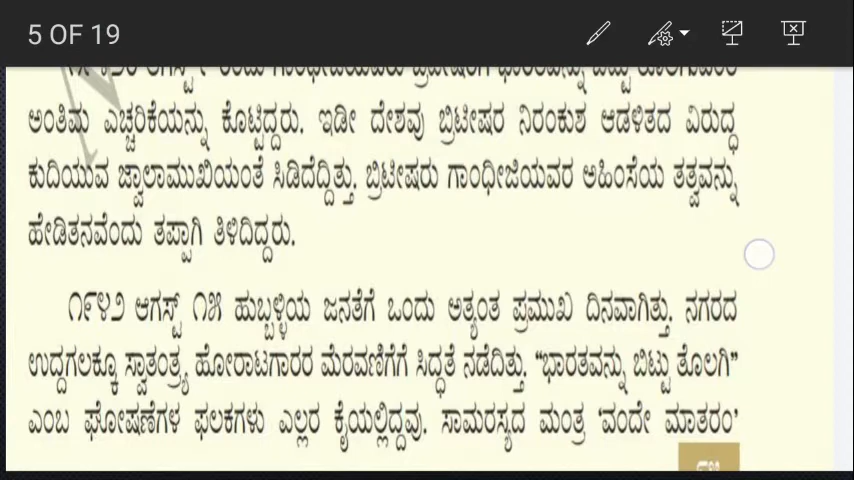 5 OF 19
ಅಂತಿಮ ಎಚ್ಚರಿಕೆಯನ್ನು ಕೊಟ್ಟಿದ್ದರು. ಇಡೀ ದೇಶವು ಬ್ರಿಟೀಷರ ನಿರಂಕುಶ ಆಡಳಿತದ ವಿರುದ್ಧ
ಕುದಿಯುವ ಜ್ವಾಲಾಮುಖಿಯಂತೆ ಸಿಡಿದೆದ್ದಿತ್ತು. ಬ್ರಿಟೀಷರು ಗಾಂಧೀಜಿಯವರ ಅಹಿಂಸೆಯ ತತ್ವವನ್ನು
ಹೇಡಿತನವೆಂದು ತಪ್ಪಾಗಿ ತಿಳಿದಿದ್ದರು.
೧೯೪೨ ಆಗಸ್ಟ್ ೧೫ ಹುಬ್ಬಳ್ಳಿಯ ಜನತೆಗೆ ಒಂದು ಅತ್ಯಂತ ಪ್ರಮುಖ ದಿನವಾಗಿತ್ತು. ನಗರದ
ಉದ್ದಗಲಕ್ಕೂ ಸ್ವಾತಂತ್ರ್ಯ ಹೋರಾಟಗಾರರ ಮೆರವಣಿಗೆಗೆ ಸಿದ್ಧತೆ ನಡೆದಿತ್ತು. “ಭಾರತವನ್ನು ಬಿಟ್ಟು ತೊಲಗಿ”
ಎಂಬ ಘೋಷಣೆಗಳ ಫಲಕಗಳು ಎಲ್ಲರ ಕೈಯಲ್ಲಿದ್ದವು. ಸಾಮರಸ್ಯದ ಮಂತ್ರ ‘ವಂದೇ ಮಾತರಂ’